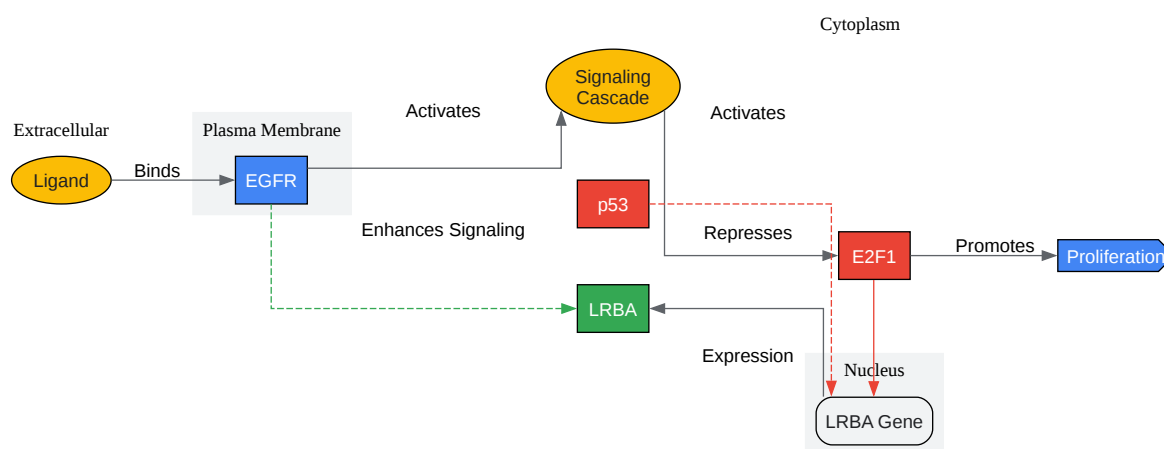 Cytoplasm
Signaling
Cascade
Activates
Activates
Extracellular
Plasma Membrane
Ligand
Binds
EGFR
p53
Enhances Signaling
Represses
E2F1
Promotes
Proliferation
LRBA
Expression
Nucleus
LRBA Gene